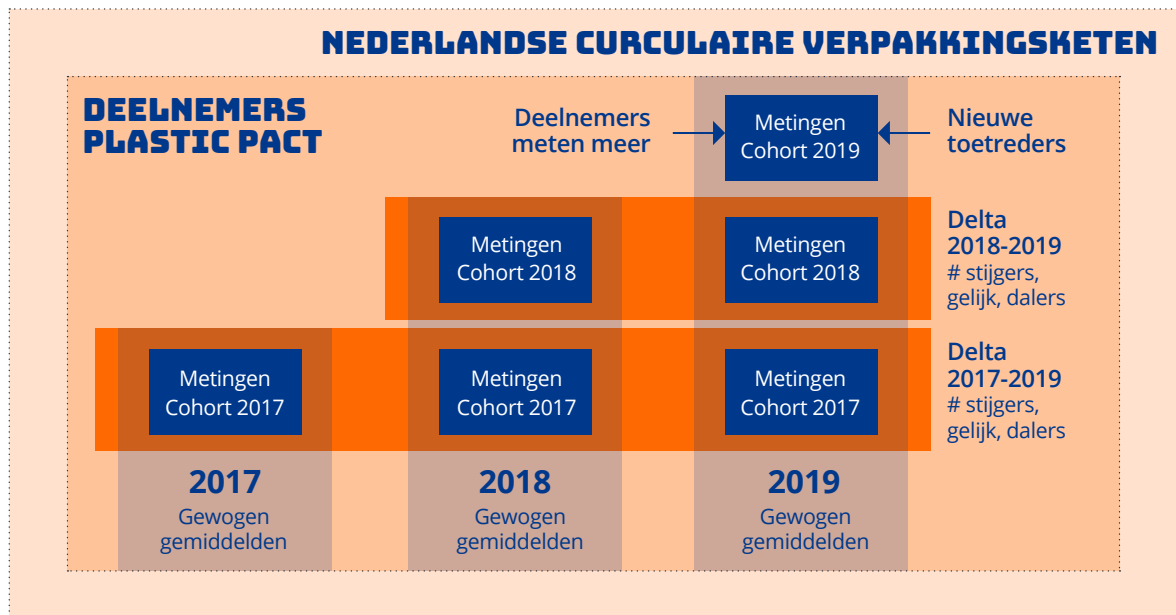 NEDERLANDSE CURCULAIRE VERPAKKINGSKETEN
DEELNEMERS
PLASTIC PACT
Deelnemers
meten meer
Metingen
Cohort 2019
Nieuwe
toetreders
Metingen
Cohort 2018
Metingen
Cohort 2018
Delta
2018-2019
# stijgers,
gelijk, dalers
Metingen
Cohort 2017
Metingen
Cohort 2017
Metingen
Cohort 2017
Delta
2017-2019
# stijgers,
gelijk, dalers
2017
Gewogen
gemiddelden
2018
Gewogen
gemiddelden
2019
Gewogen
gemiddelden